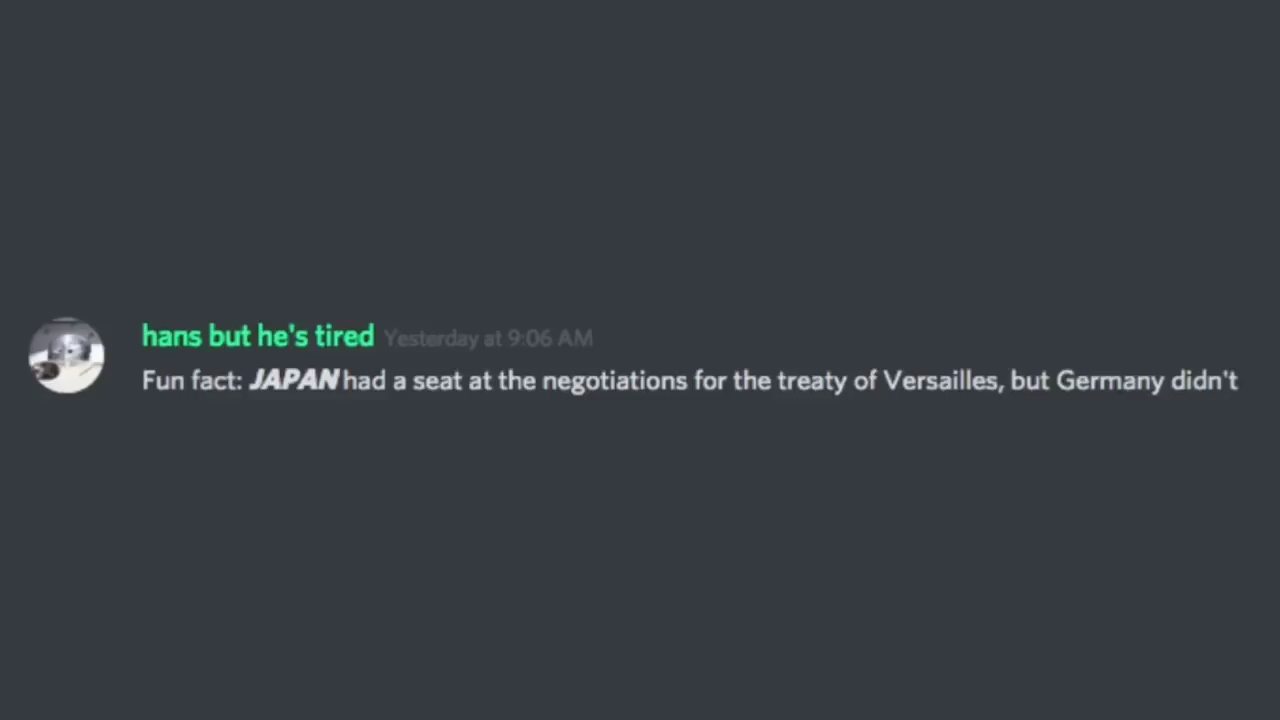 hans but he's tired Yesterday at 9:06 AM
Fun fact: JAPAN had a seat at the negotiations for the treaty of Versailles, but Germany didn't